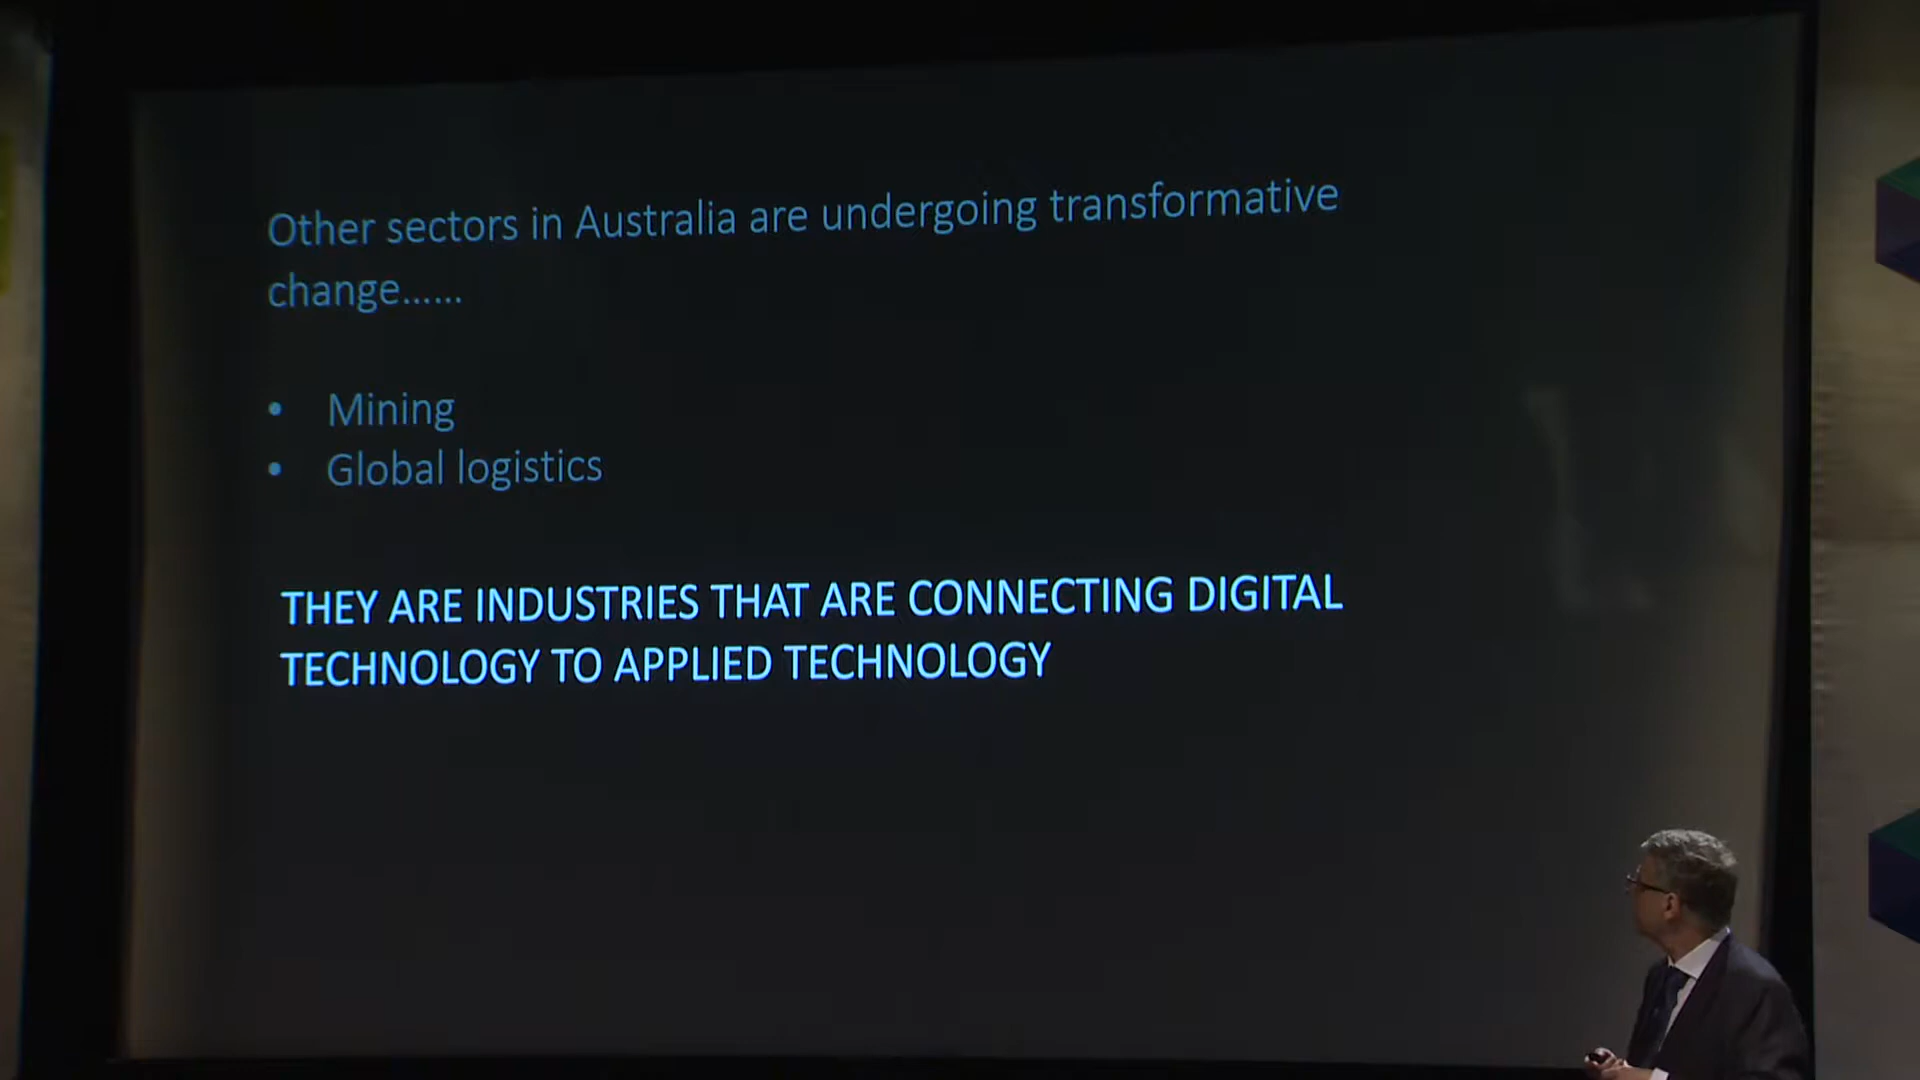 Other sectors in Australia are undergoing transformative
change......
• Mining
• Global logistics
THEY ARE INDUSTRIES THAT ARE CONNECTING DIGITAL
TECHNOLOGY TO APPLIED TECHNOLOGY